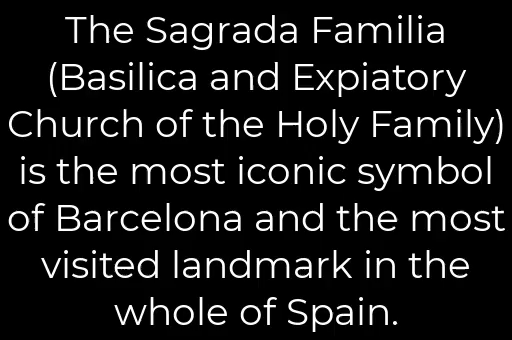 The Sagrada Familia
(Basilica and Expiatory
Church of the Holy Family)
is the most iconic symbol
of Barcelona and the most
visited landmark in the
whole of Spain.